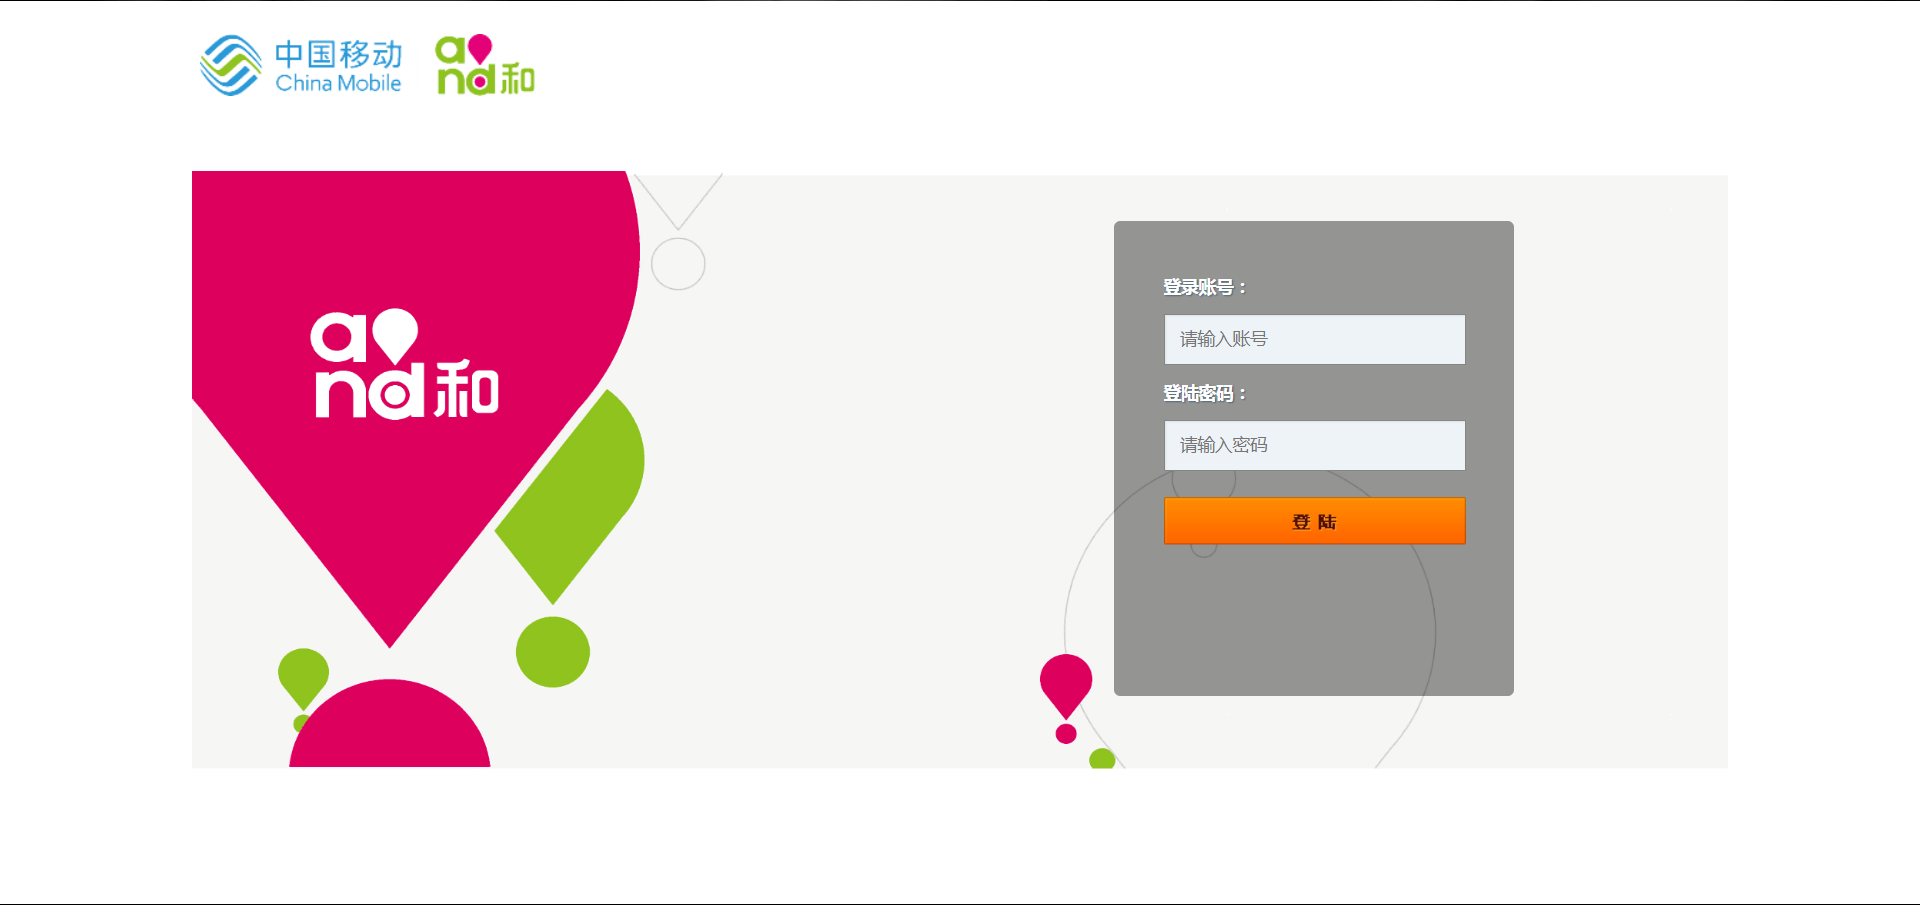 中国移动
China Mobile
and和
and和
登录账号：
请输入账号
登陆密码：
请输入密码
登 陆